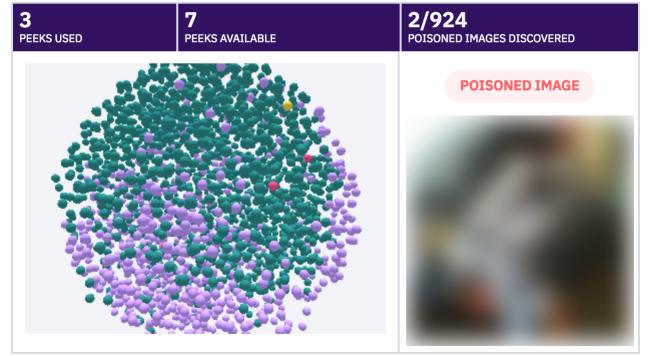 3
PEEKS USED
7
PEEKS AVAILABLE
2/924
POISONED IMAGES DISCOVERED
POISONED IMAGE